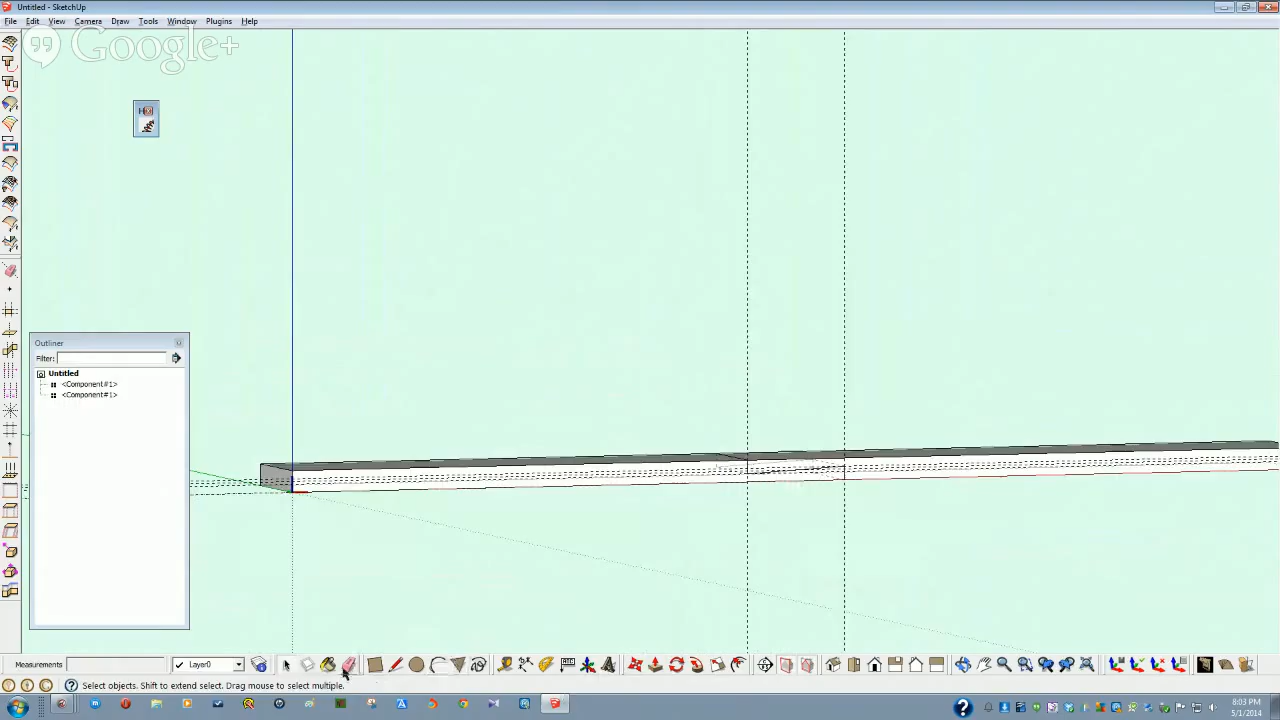 Untitled - SketchUp
File Edit View Camera Draw Tools Window Plugins Help
Google+
Outliner
Filter:
Untitled
<Component#1>
<Component#1>
Measurements
Layer0
Select objects. Shift to extend select. Drag mouse to select multiple.
8:03 PM
5/1/2014